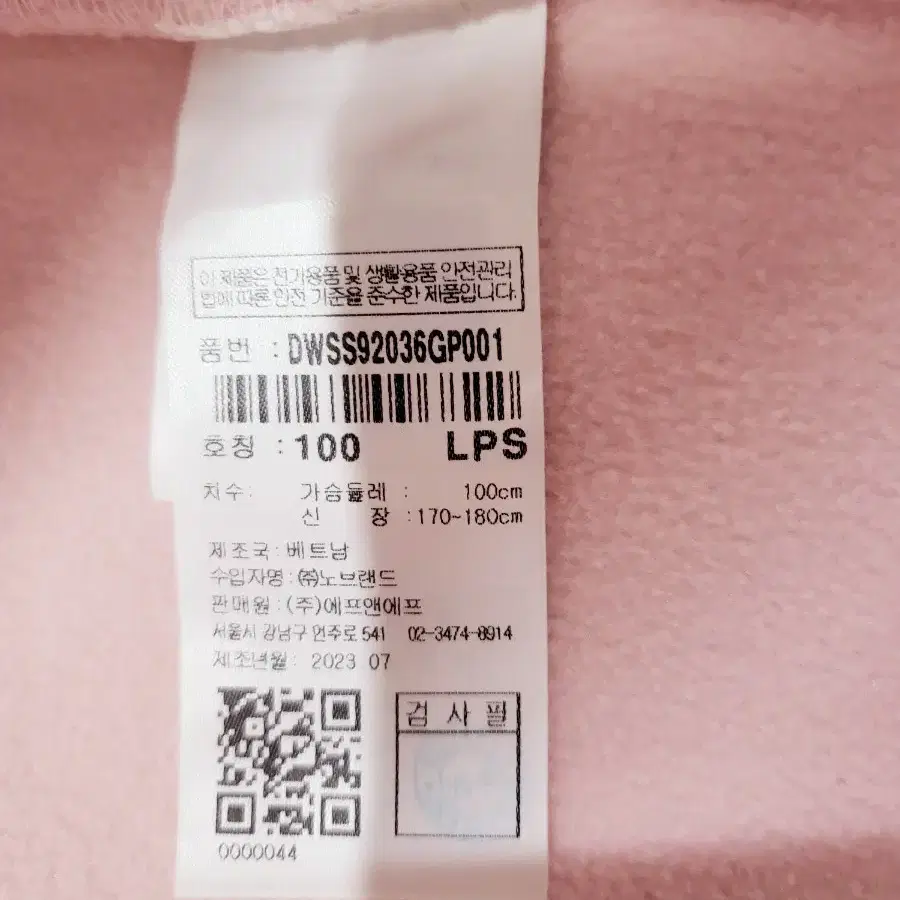 이 제품은 전기용품 및 생활용품 안전관리
법에 따른 안전 기준을 준수한 제품입니다.
품번 : DWSS92036GP001
호칭 : 100 LPS
치수: 가슴둘레 : 100cm
신 장 :170~180cm
제조국:베트남
수입자명:㈜노브랜드
판매원:(주)에프앤에프
서울시 강남구 언주로 541 02-3474-8914
제조년월: 2023 07
검 사 필
0000044